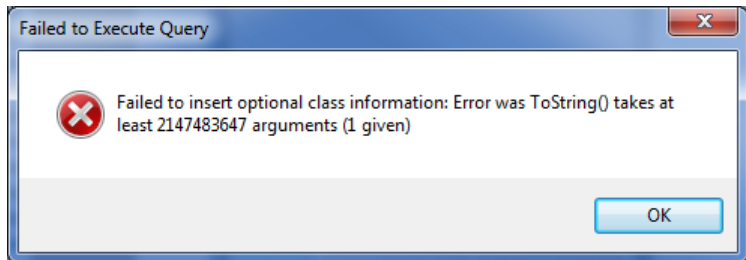 Failed to Execute Query
Failed to insert optional class information: Error was ToString() takes at
least 2147483647 arguments (1 given)
OK